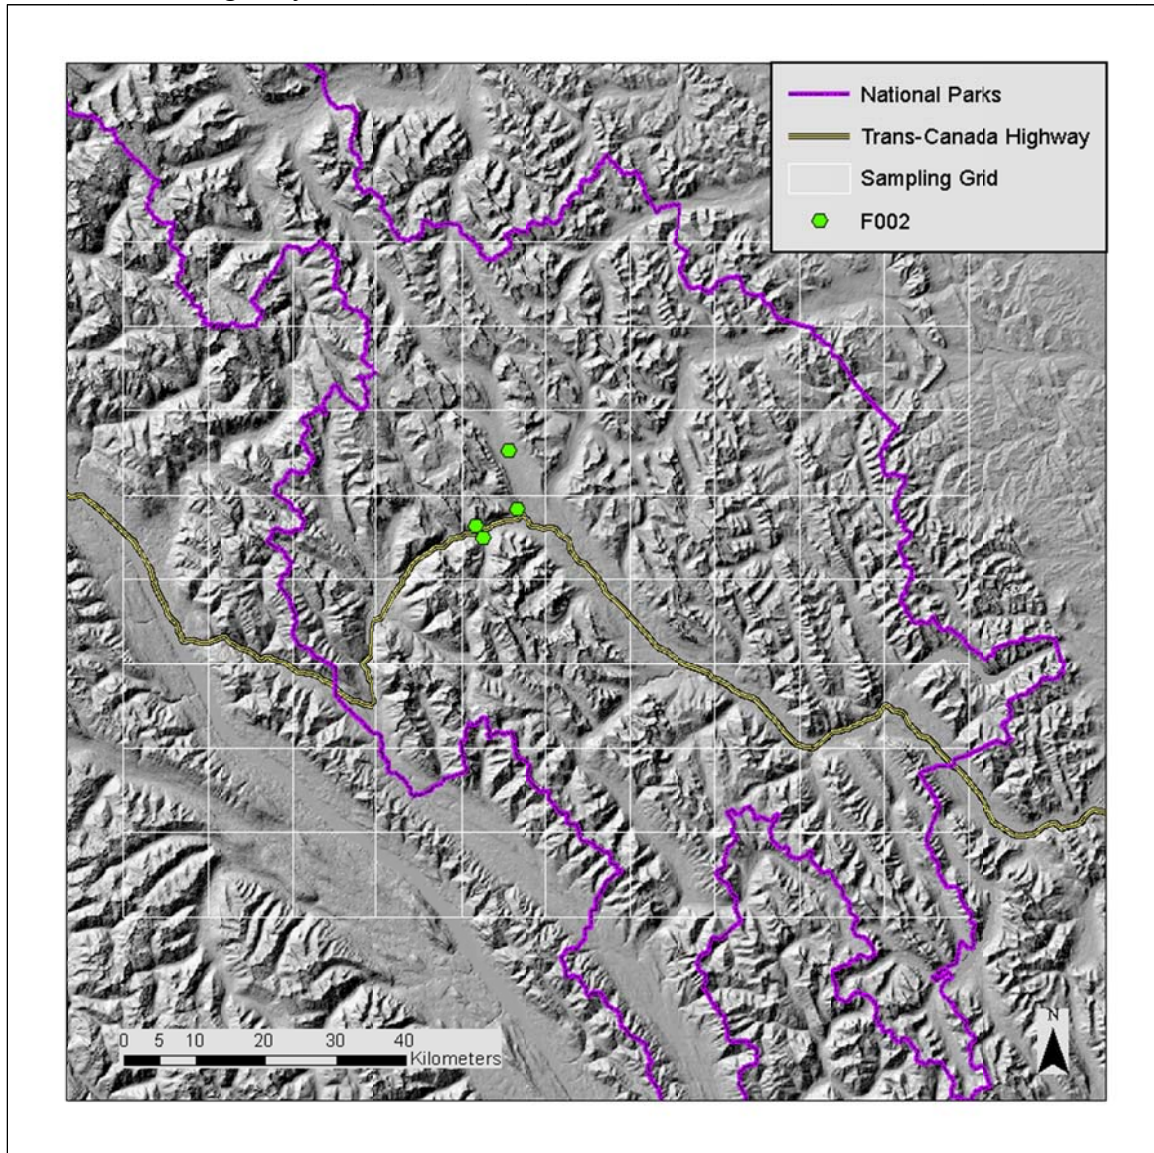 National Parks
Trans-Canada Highway
Sampling Grid
F002
0 5 10 20 30 40
Kilometers
N